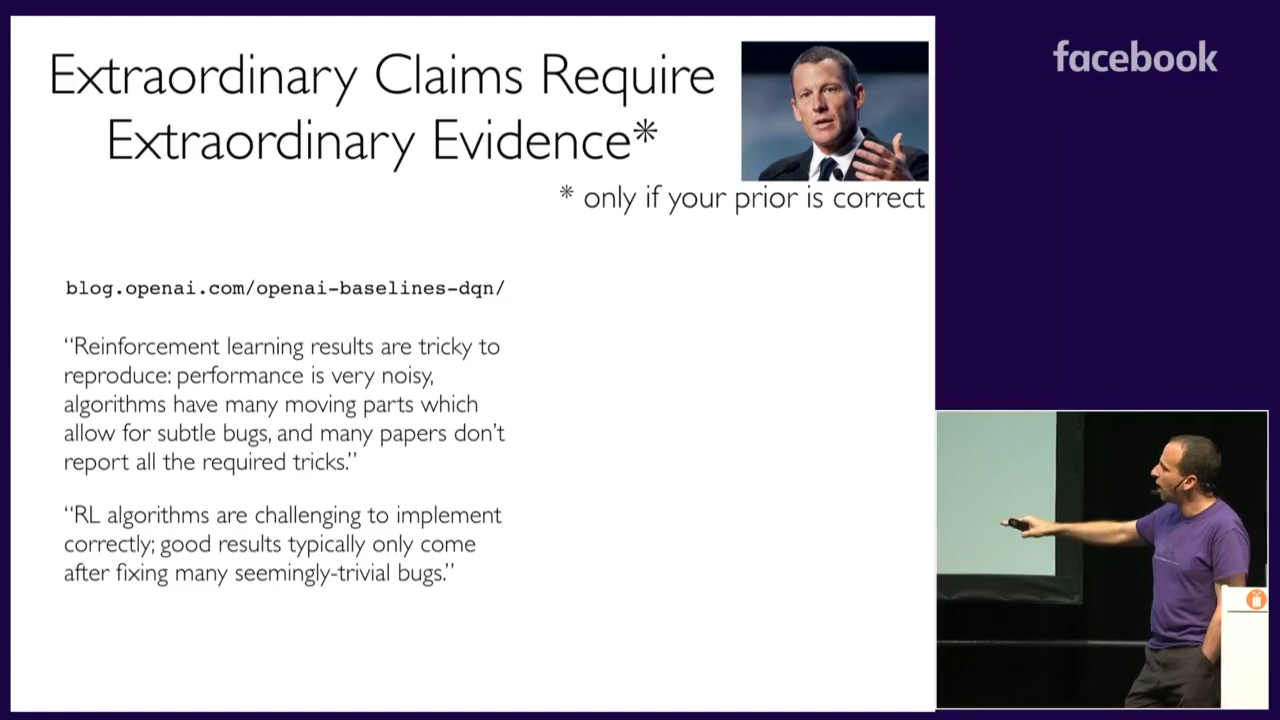 Extraordinary Claims Require
Extraordinary Evidence*
* only if your prior is correct
facebook
blog.openai.com/openai-baselines-dqn/
“Reinforcement learning results are tricky to
reproduce: performance is very noisy,
algorithms have many moving parts which
allow for subtle bugs, and many papers don’t
report all the required tricks.”
“RL algorithms are challenging to implement
correctly; good results typically only come
after fixing many seemingly-trivial bugs.”